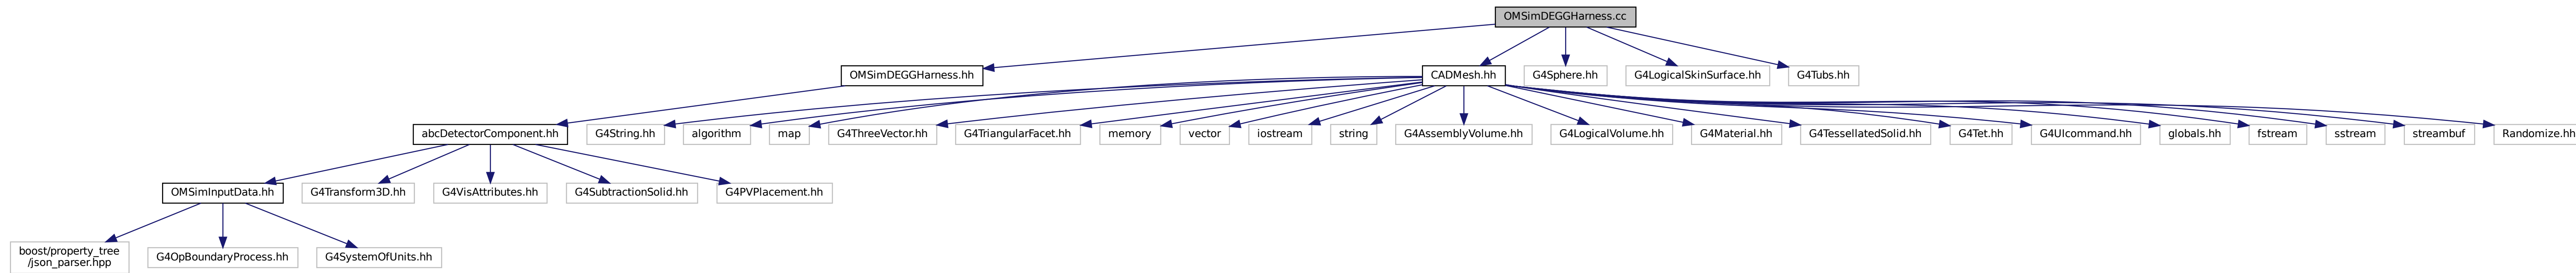 OMSimDEGGHarness.cc
OMSimDEGGHarness.hh
CADMesh.hh
G4Sphere.hh
G4LogicalSkinSurface.hh
G4Tubs.hh
abcDetectorComponent.hh
G4String.hh
algorithm
map
G4ThreeVector.hh
G4TriangularFacet.hh
memory
vector
iostream
string
G4AssemblyVolume.hh
G4LogicalVolume.hh
G4Material.hh
G4TessellatedSolid.hh
G4Tet.hh
G4UIcommand.hh
globals.hh
fstream
sstream
streambuf
Randomize.hh
OMSimInputData.hh
G4Transform3D.hh
G4VisAttributes.hh
G4SubtractionSolid.hh
G4PVPlacement.hh
boost/property_tree
/json_parser.hpp
G4OpBoundaryProcess.hh
G4SystemOfUnits.hh